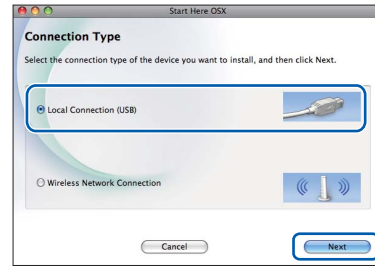 Start Here OSX
Connection Type
Select the connection type of the device you want to install, and then click Next.
Local Connection (USB)
Wireless Network Connection
Cancel
Next